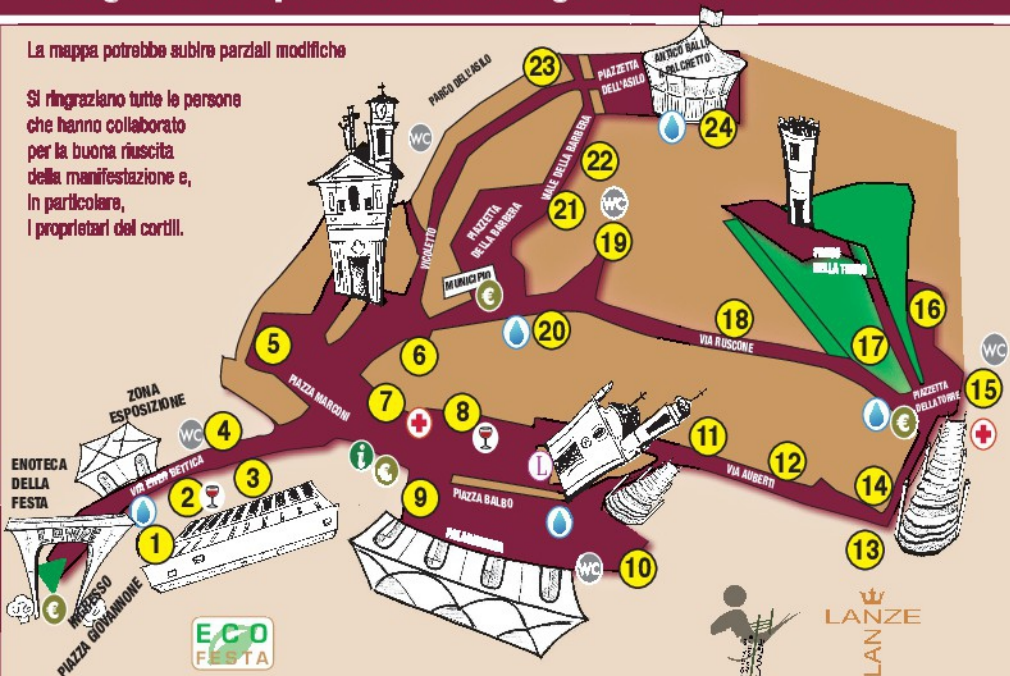 La mappa potrebbe subire parziali modifiche
Si ringraziano tutte le persone
che hanno collaborato
per la buona riuscita
della manifestazione e,
in particolare,
i proprietari dei cortili.
PARCO DELL'ASILO
23
PIAZZETTA
DELL'ASILO
ANTICO BALLO
A PALCHETTO
24
WC
VIALE DELLA BARBERA
22
21
WC
19
PIAZZETTA
DELLA BARBERA
VICOLETTO
MUNICIPIO
€
20
18
VIA RUSCONE
17
16
WC
15
PIAZZETTA
DELLA TORRE
€
5
6
PIAZZA MARCONI
7
8
i
€
L
11
VIA ALIBERTI
12
14
13
ZONA
ESPOSIZIONE
WC
4
3
2
1
ENOTECA
DELLA
FESTA
€
INGRESSO
PIAZZA GIOVANNONE
9
PIAZZA BALBO
WC
10
ECO
FESTA
LANZE
LANZE